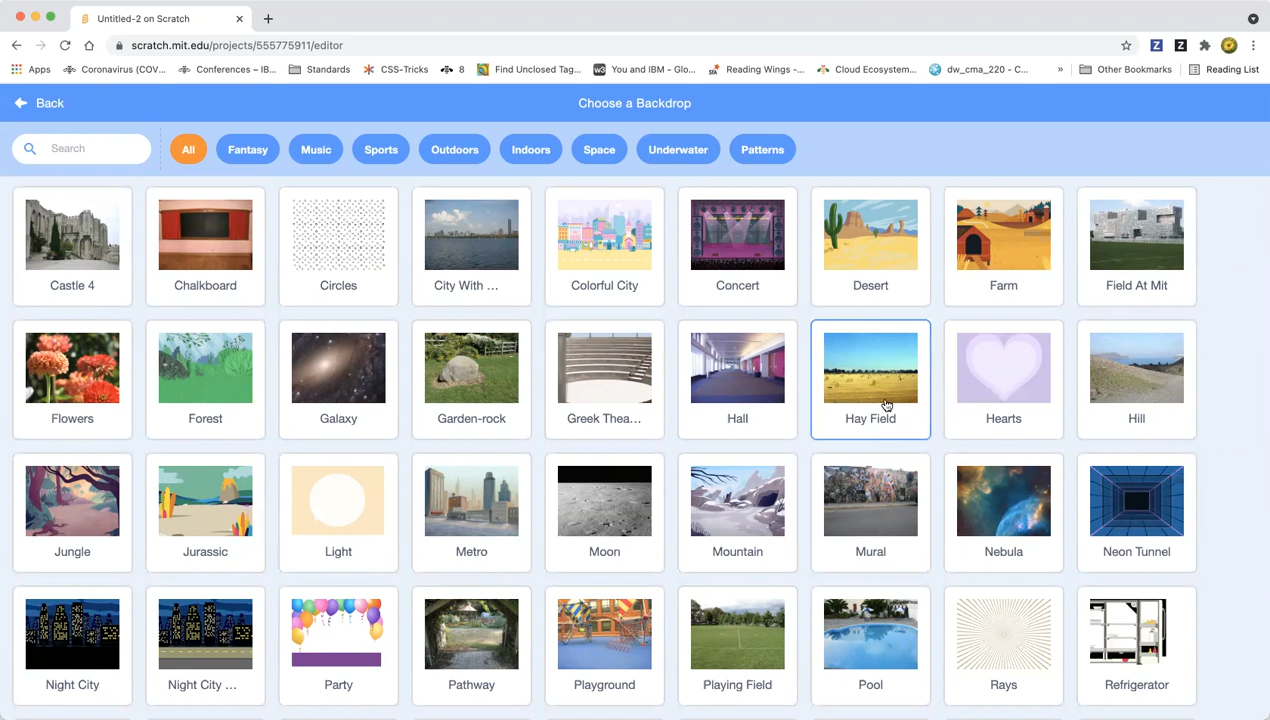 Untitled-2 on Scratch
scratch.mit.edu/projects/555775911/editor
Apps Coronavirus (COV... Conferences – IB... Standards CSS-Tricks 8 Find Unclosed Tag... You and IBM - Glo... Reading Wings -... Cloud Ecosystem... dw_cma_220 - C... » Other Bookmarks Reading List
Back Choose a Backdrop
Search All Fantasy Music Sports Outdoors Indoors Space Underwater Patterns
Castle 4 Chalkboard Circles City With ... Colorful City Concert Desert Farm Field At Mit
Flowers Forest Galaxy Garden-rock Greek Thea... Hall Hay Field Hearts Hill
Jungle Jurassic Light Metro Moon Mountain Mural Nebula Neon Tunnel
Night City Night City ... Party Pathway Playground Playing Field Pool Rays Refrigerator